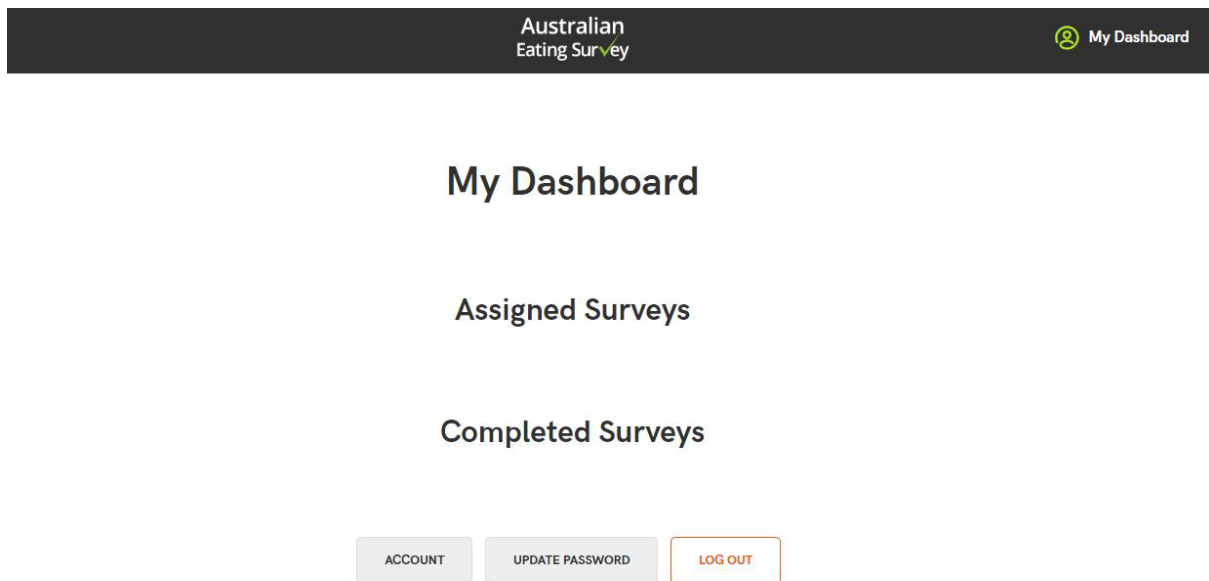 Australian
Eating Survey
My Dashboard
My Dashboard
Assigned Surveys
Completed Surveys
ACCOUNT
UPDATE PASSWORD
LOG OUT